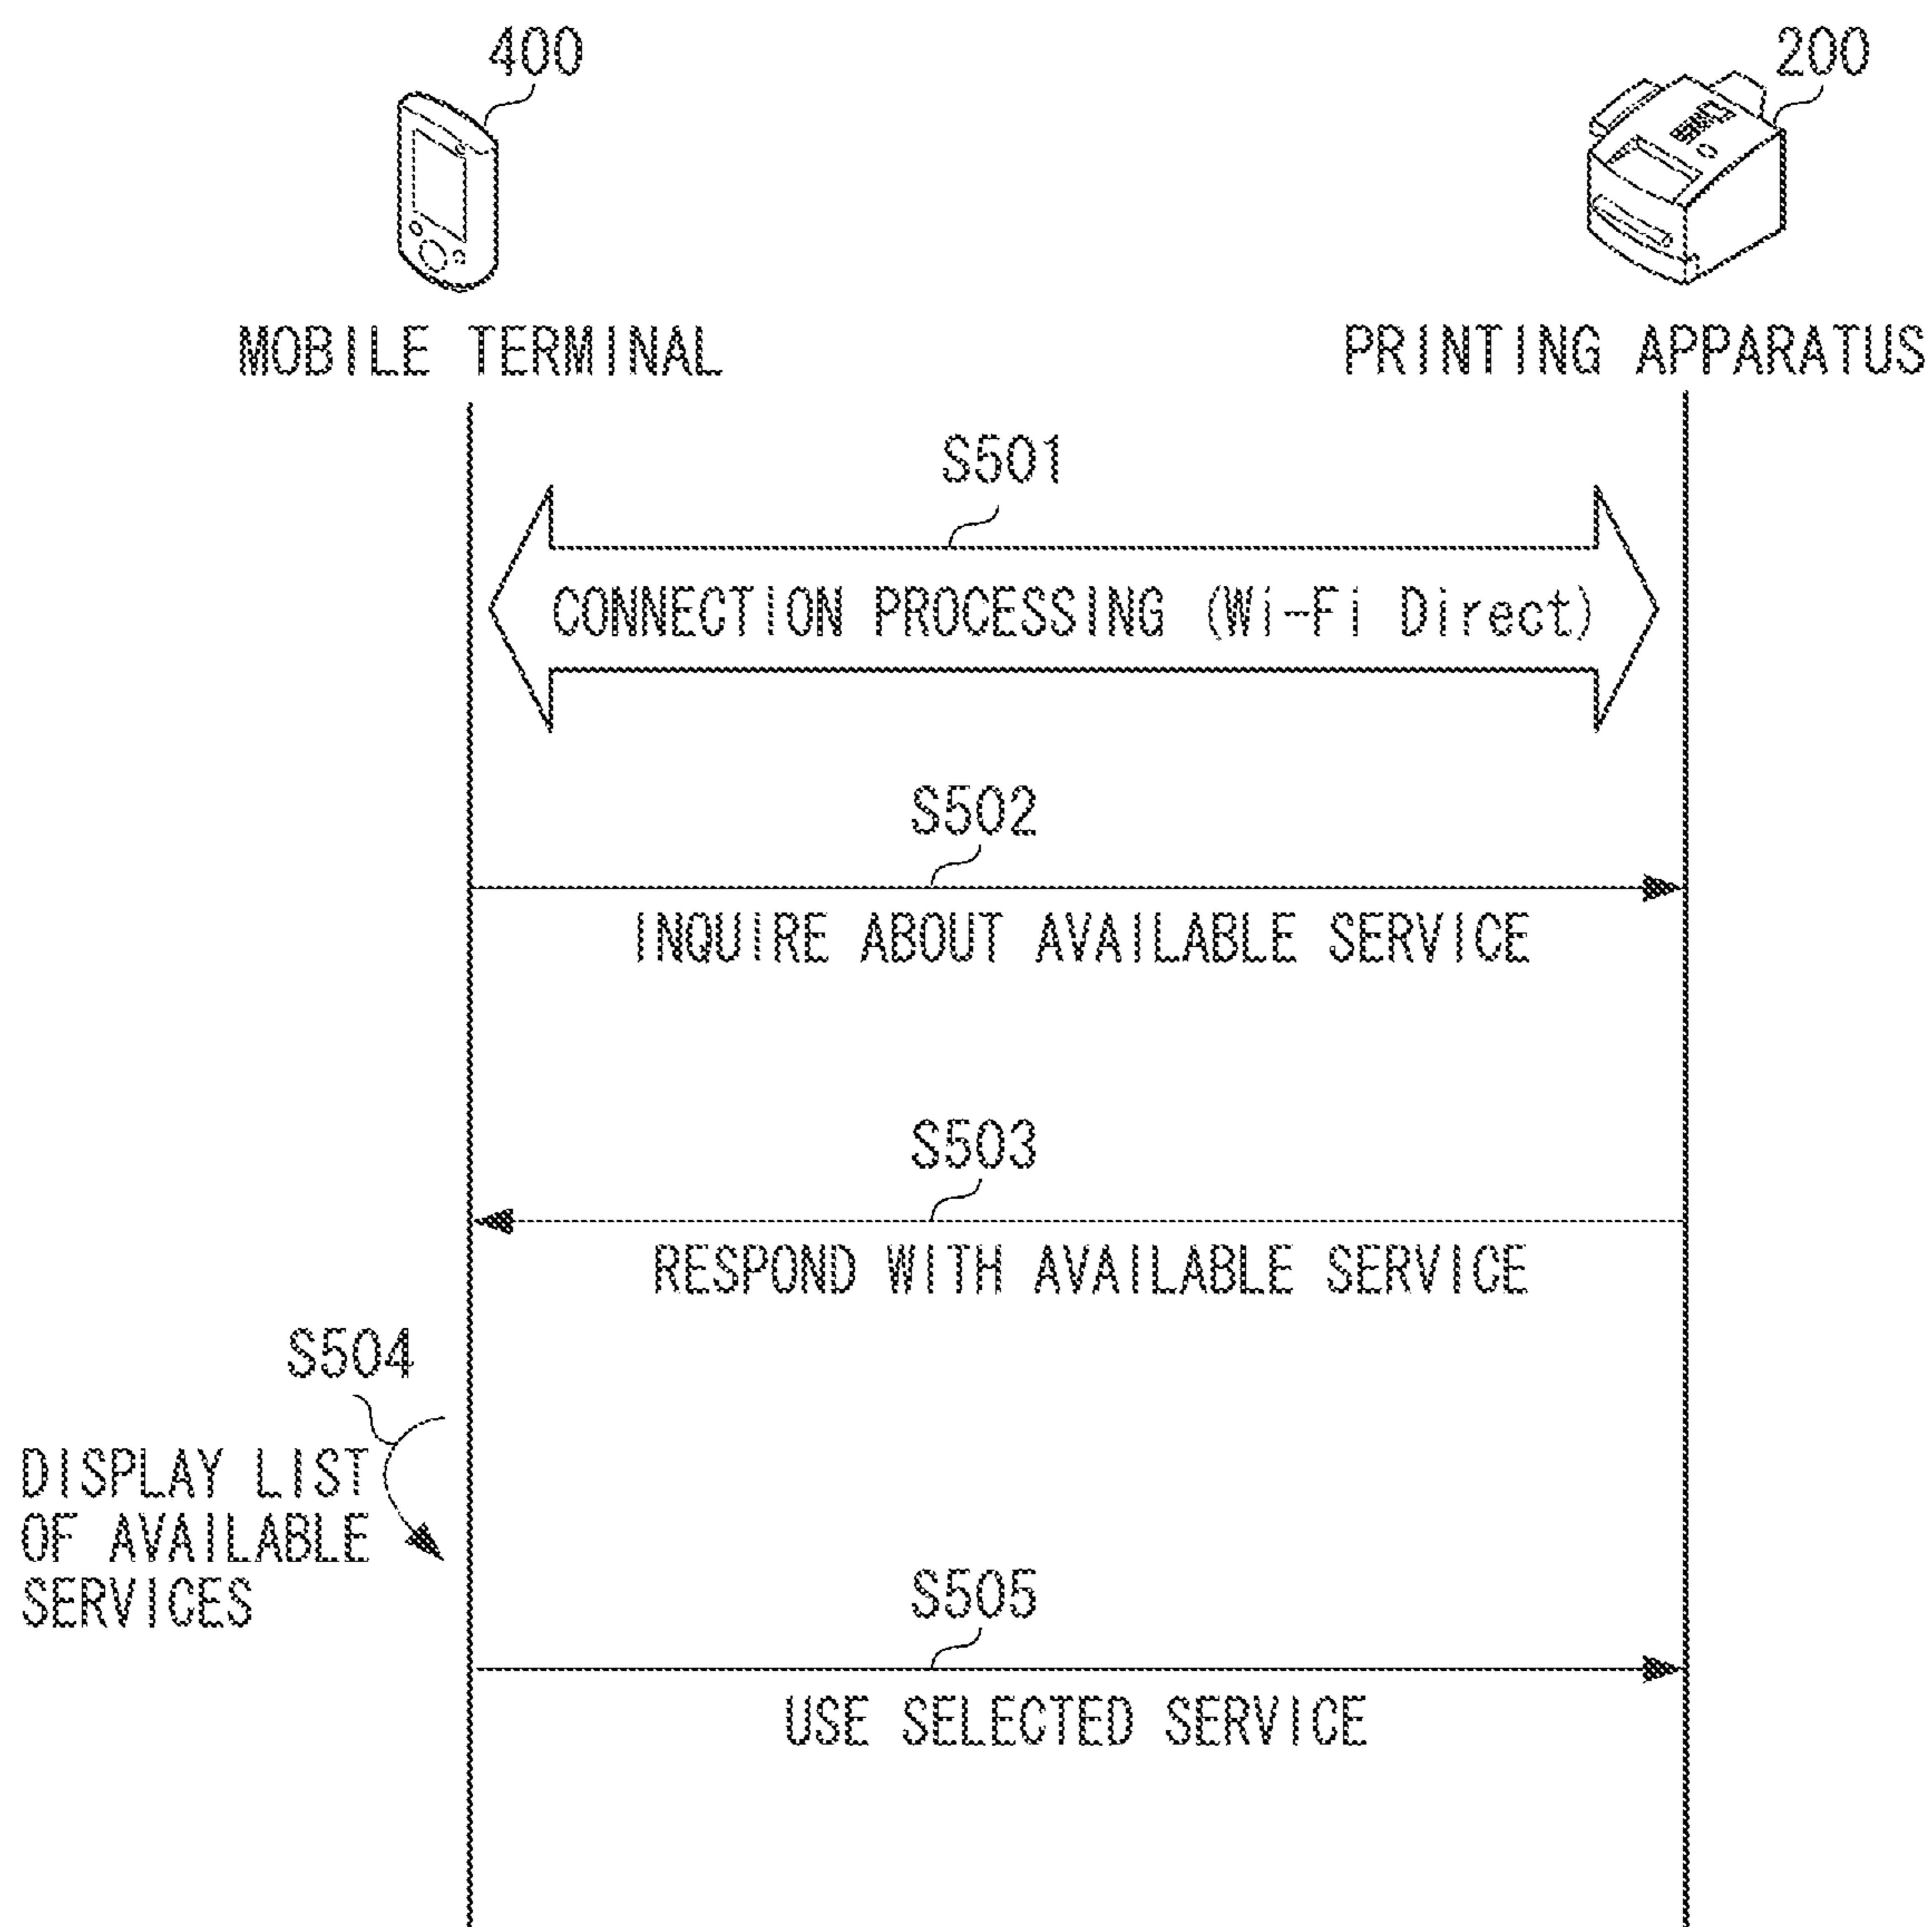 400
200
MOBILE TERMINAL
PRINTING APPARATUS
S501
CONNECTION PROCESSING (Wi-Fi Direct)
S502
INQUIRE ABOUT AVAILABLE SERVICE
S503
RESPOND WITH AVAILABLE SERVICE
S504
DISPLAY LIST
OF AVAILABLE
SERVICES
S505
USE SELECTED SERVICE